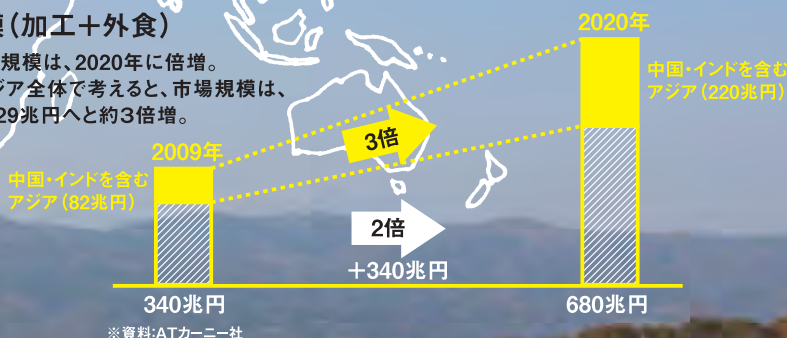 （加工＋外食）
規模は、2020年に倍増。
ジア全体で考えると、市場規模は、
29兆円へと約3倍増。
2009年
中国・インドを含む
アジア（82兆円）
2020年
中国・インドを含む
アジア（220兆円）
3倍
2倍
＋340兆円
340兆円
680兆円
※資料：ATカーニー社